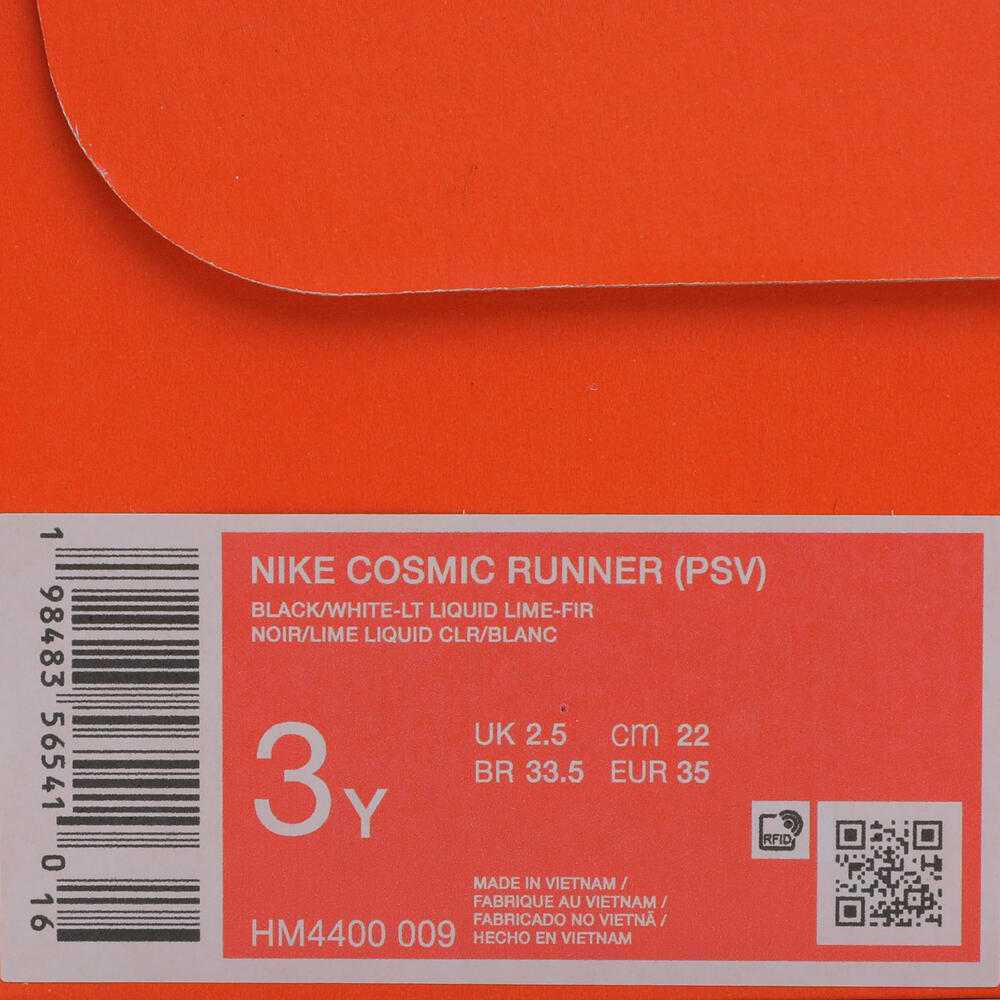 NIKE COSMIC RUNNER (PSV)
BLACK/WHITE-LT LIQUID LIME-FIR
NOIR/LIME LIQUID CLR/BLANC
3Y
UK 2.5 cm 22
BR 33.5 EUR 35
RFID
MADE IN VIETNAM /
FABRIQUE AU VIETNAM /
FABRICADO NO VIETNÃ /
HECHO EN VIETNAM
HM4400 009
1 98483 56541 0 16